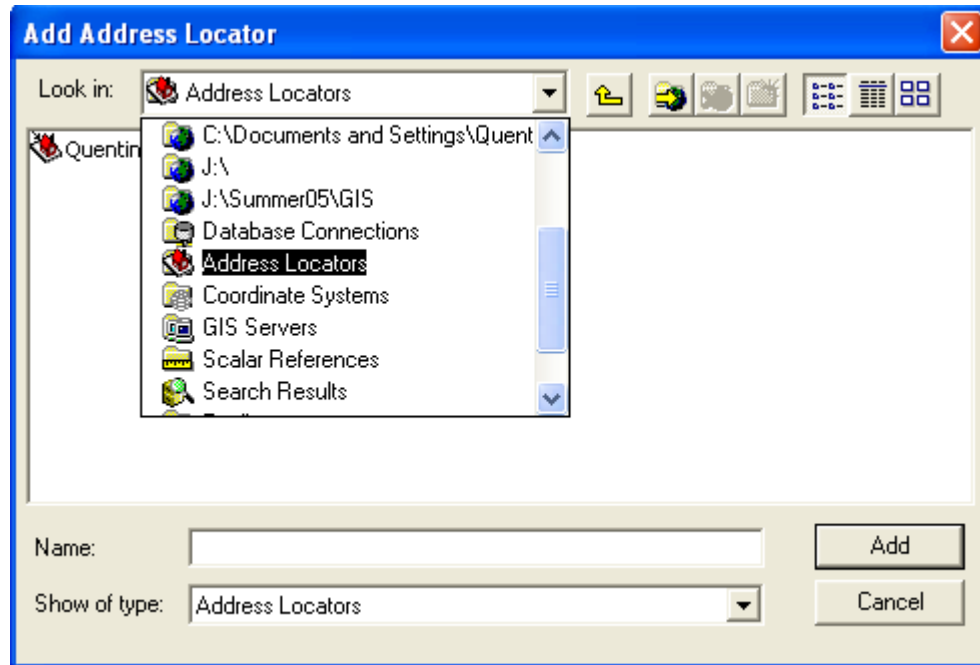 Add Address Locator
Look in: Address Locators
Quentin
C:\Documents and Settings\Quent
J:\
J:\Summer05\GIS
Database Connections
Address Locators
Coordinate Systems
GIS Servers
Scalar References
Search Results
Name:
Add
Show of type: Address Locators
Cancel